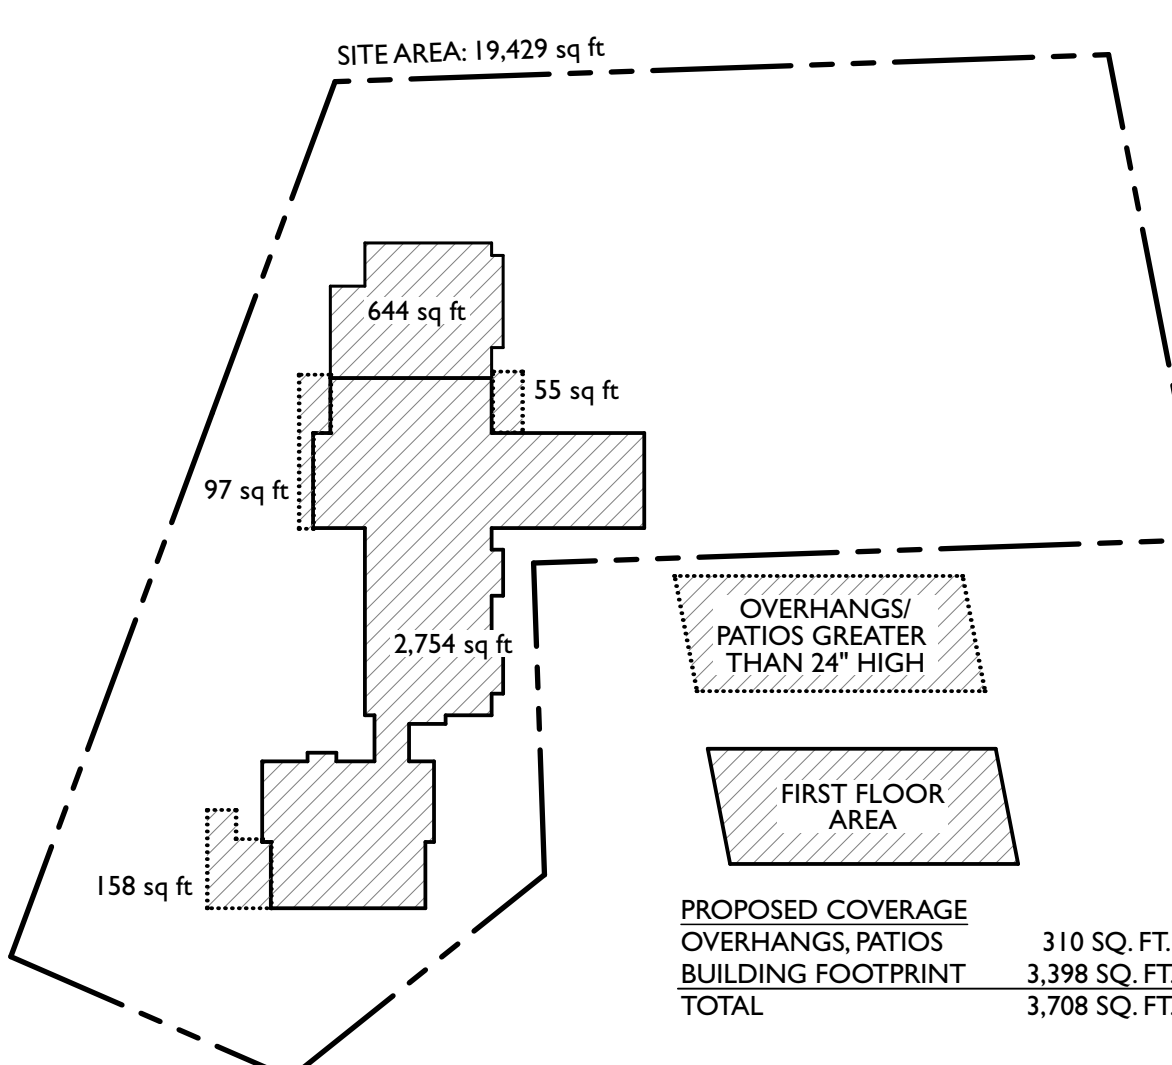 SITE AREA: 19,429 sq ft
644 sq ft
55 sq ft
97 sq ft
OVERHANGS/
PATIOS GREATER
THAN 24" HIGH
2,754 sq ft
FIRST FLOOR
AREA
158 sq ft
PROPOSED COVERAGE
OVERHANGS, PATIOS 310 SQ. FT.
BUILDING FOOTPRINT 3,398 SQ. FT.
TOTAL 3,708 SQ. FT.